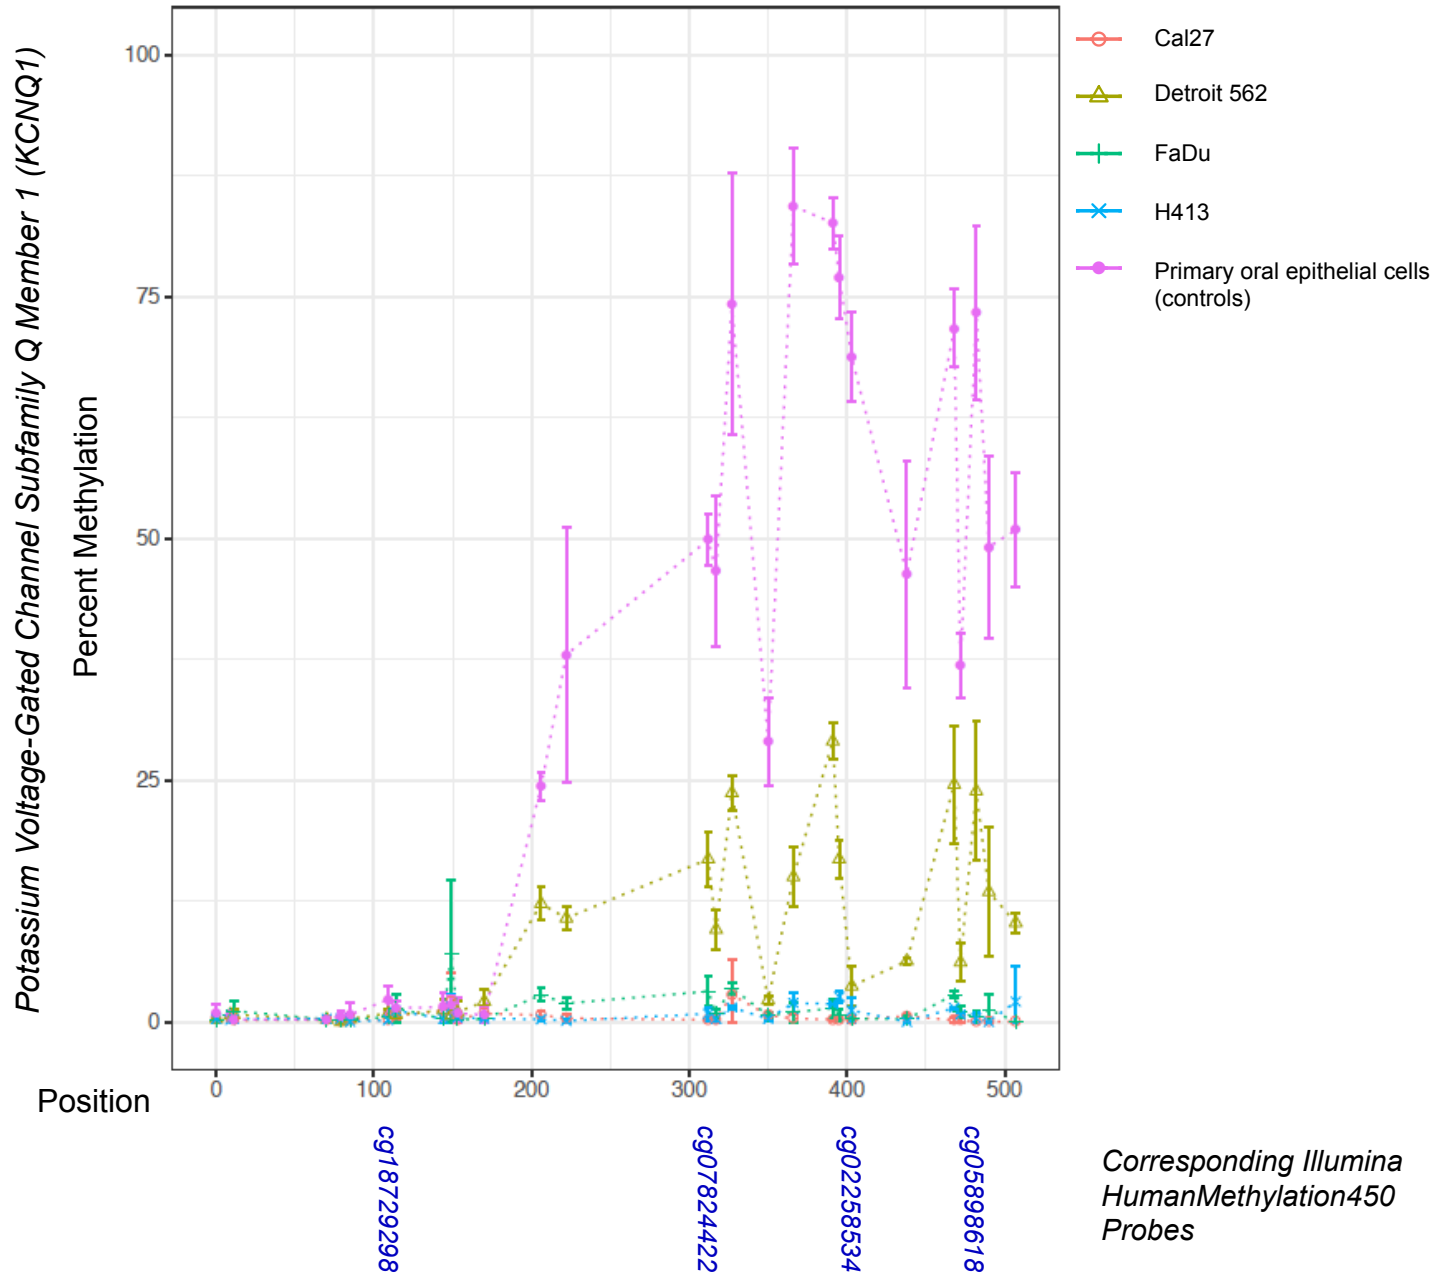 Potassium Voltage-Gated Channel Subfamily Q Member 1 (KCNQ1)
Percent Methylation
100
75
50
25
0
Position
0
100
200
300
400
500
cg18729298
cg07824422
cg02258534
cg05898618
Cal27
Detroit 562
FaDu
H413
Primary oral epithelial cells
(controls)
Corresponding Illumina
HumanMethylation450
Probes